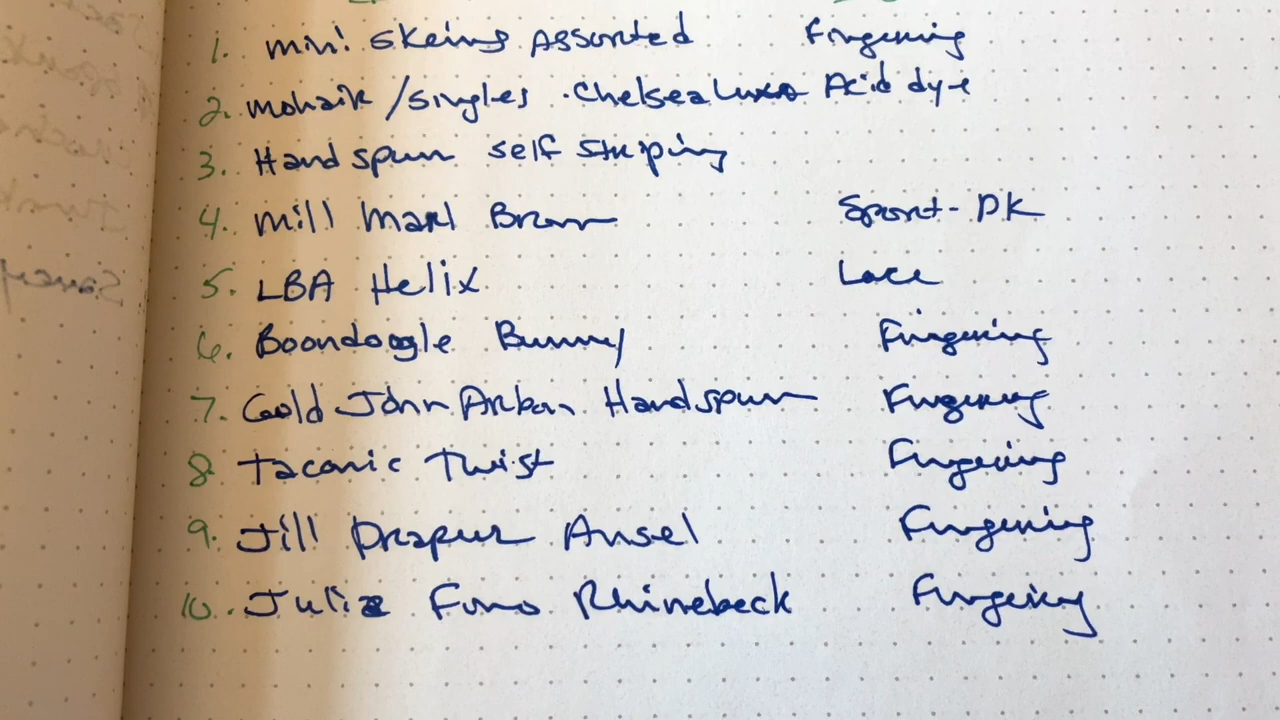 1. mini skeins Assorted Fingering
2. mohair/singles · Chelsea Luxe Acid dye
3. Handspun self striping
4. Mill Marl Brown Sport-DK
5. LBA Helix Lace
6. Boondoggle Bunny Fingering
7. Gold John Arbon Handspun Fingering
8. Taconic Twist Fingering
9. Jill Draper Ansel Fingering
10. Julie Rhinebeck Fingering